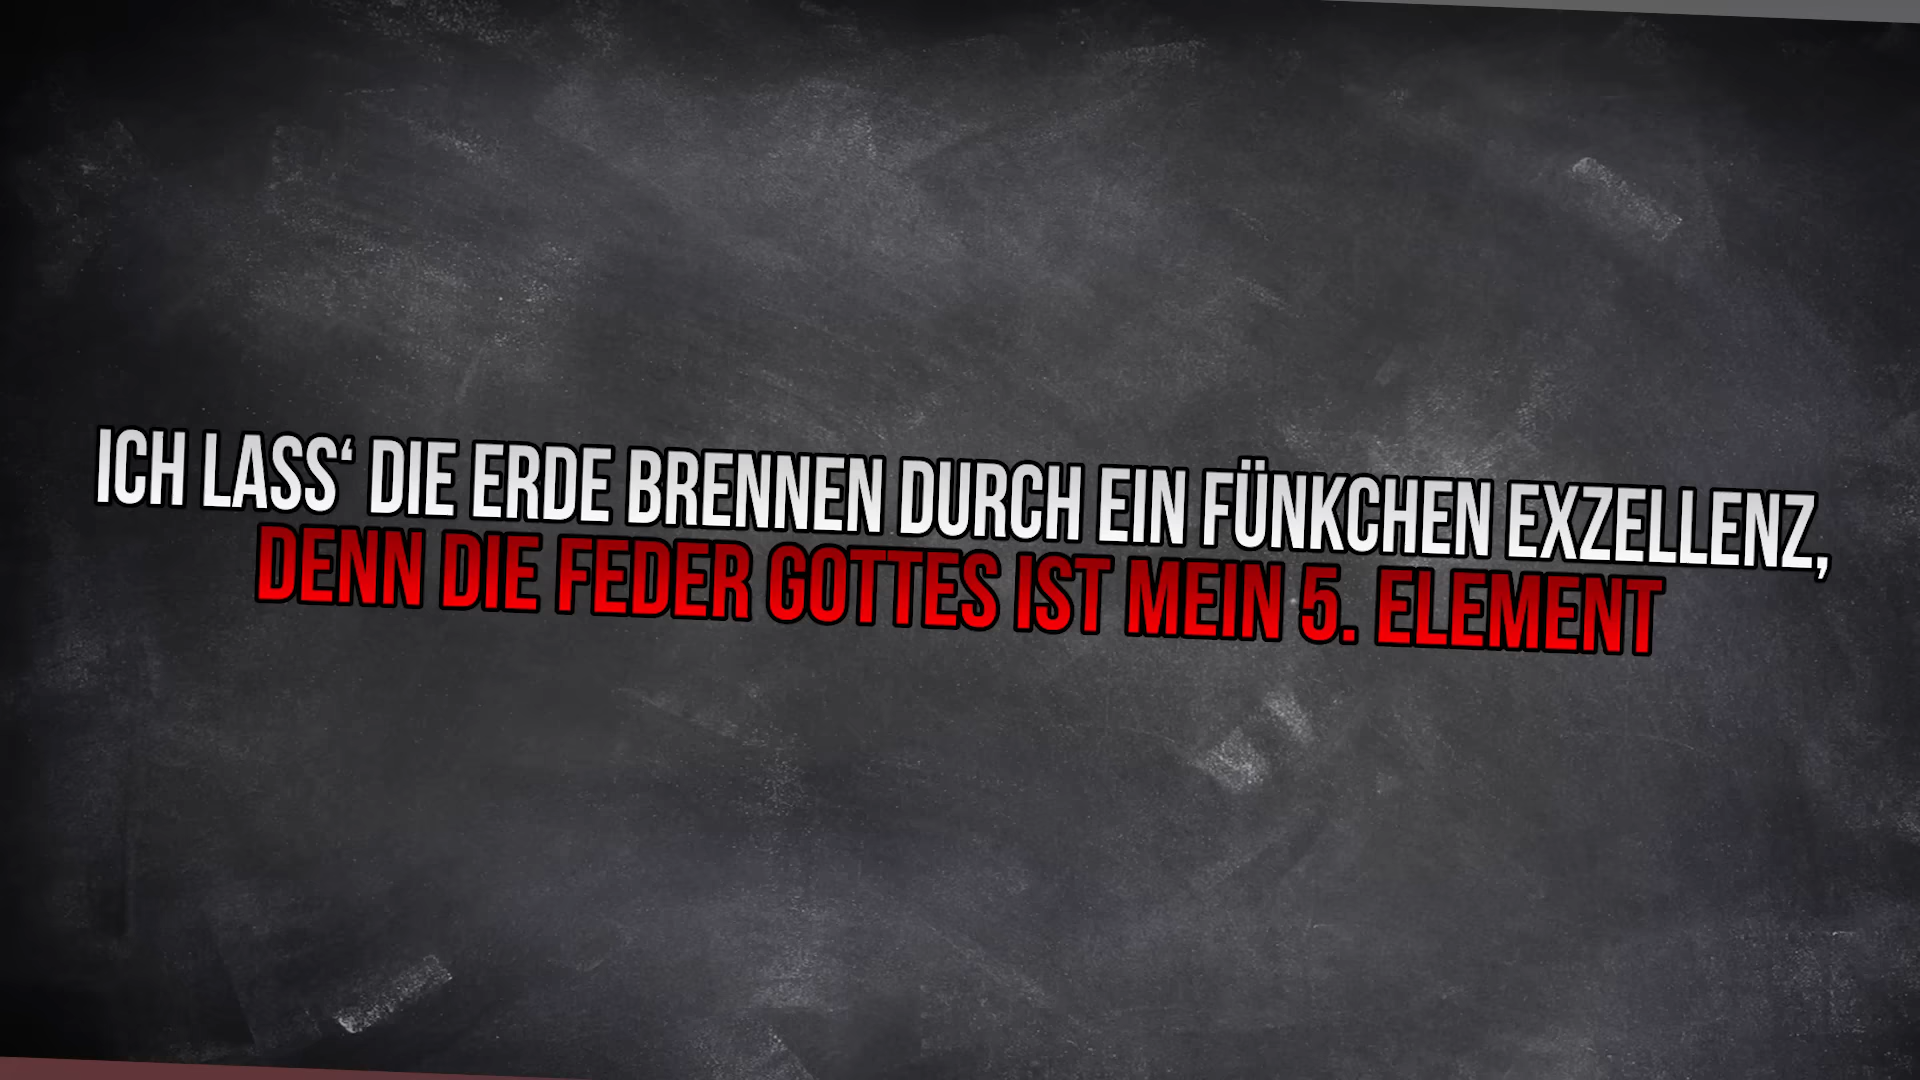 ICH LASS‘ DIE ERDE BRENNEN DURCH EIN FÜNKCHEN EXZELLENZ,
DENN DIE FEDER GOTTES IST MEIN 5. ELEMENT